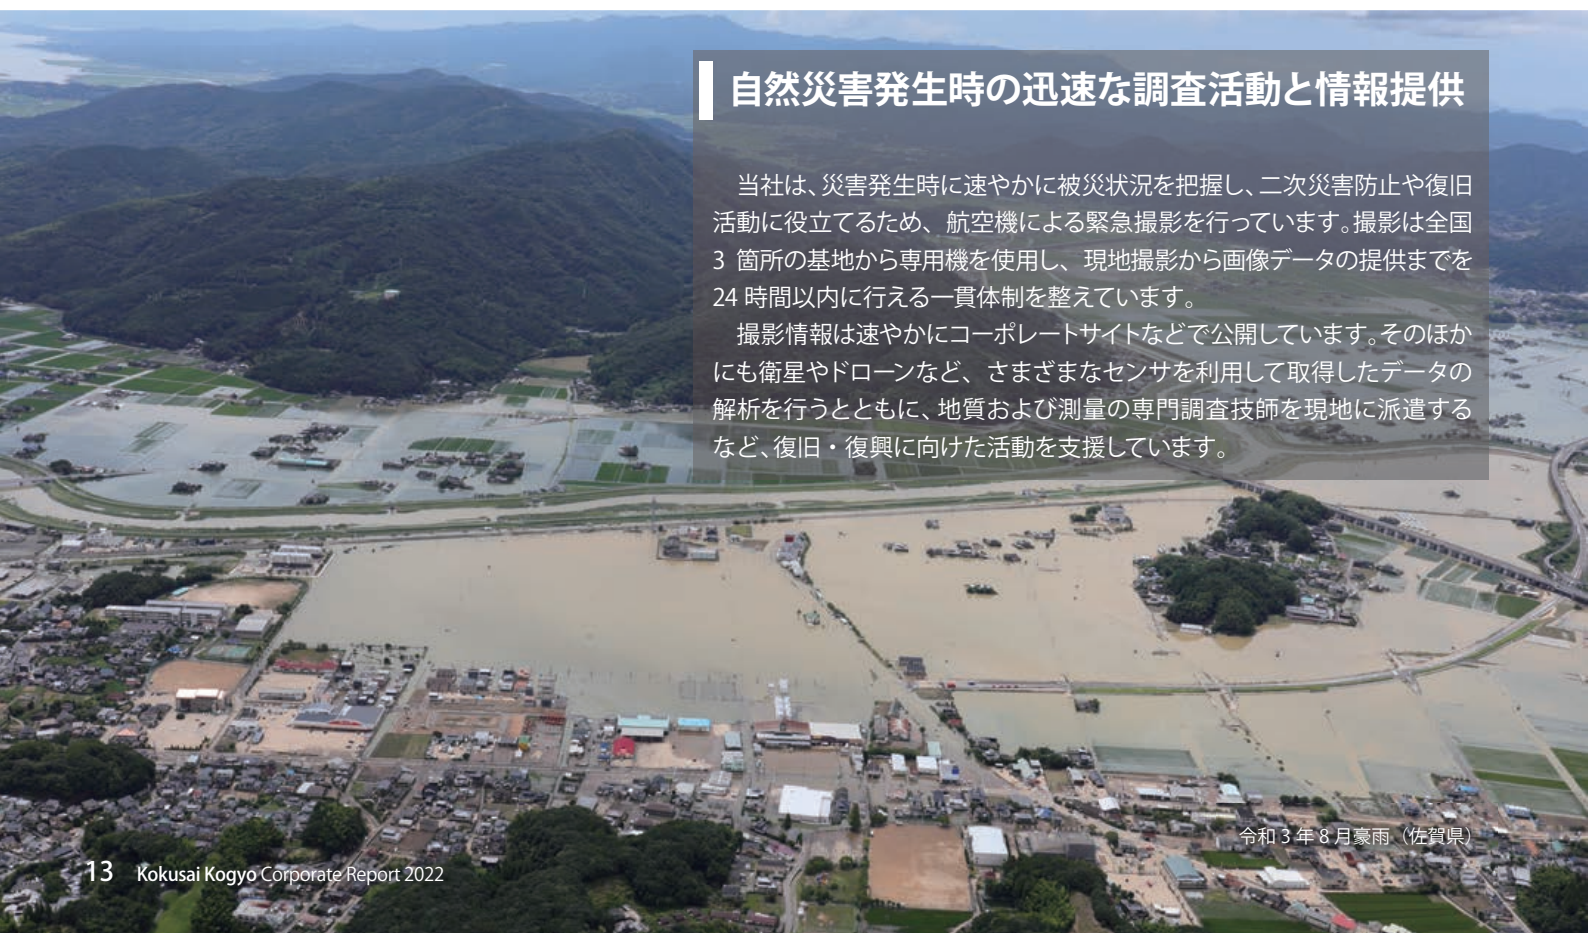 自然災害発生時の迅速な調査活動と情報提供
当社は、災害発生時に速やかに被災状況を把握し、二次災害防止や復旧
活動に役立てるため、航空機による緊急撮影を行っています。撮影は全国
3 箇所の基地から専用機を使用し、現地撮影から画像データの提供までを
24 時間以内に行える一貫体制を整えています。
撮影情報は速やかにコーポレートサイトなどで公開しています。そのほか
にも衛星やドローンなど、さまざまなセンサを利用して取得したデータの
解析を行うとともに、地質および測量の専門調査技師を現地に派遣する
など、復旧・復興に向けた活動を支援しています。
令和 3 年 8 月豪雨（佐賀県）
13 Kokusai Kogyo Corporate Report 2022